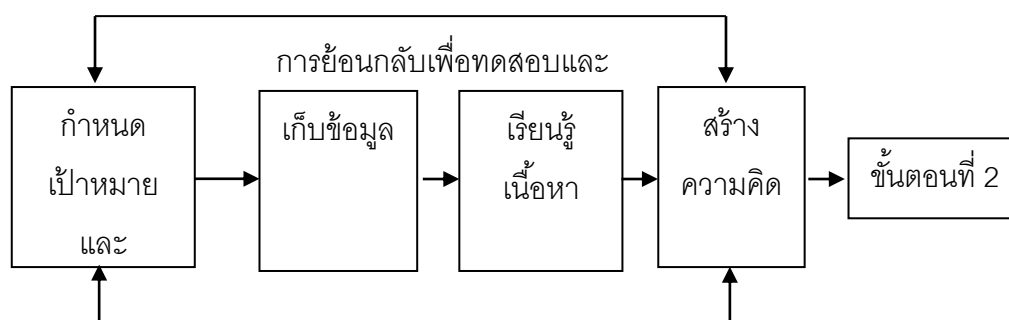 การย้อนกลับเพื่อทดสอบและ
กำหนด
เป้าหมาย
และ
เก็บข้อมูล
เรียนรู้
เนื้อหา
สร้าง
ความคิด
ขั้นตอนที่ 2